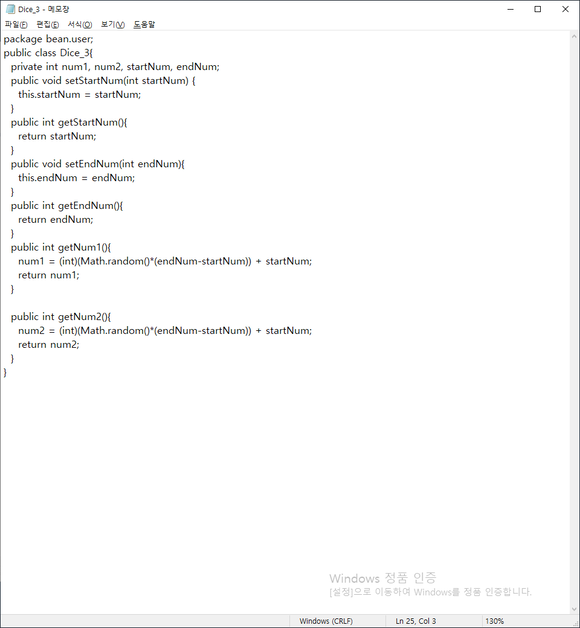 Dice_3 - 메모장
파일(F) 편집(E) 서식(O) 보기(V) 도움말
package bean.user;
public class Dice_3{
  private int num1, num2, startNum, endNum;
  public void setStartNum(int startNum) {
    this.startNum = startNum;
  }
  public int getStartNum(){
    return startNum;
  }
  public void setEndNum(int endNum){
    this.endNum = endNum;
  }
  public int getEndNum(){
    return endNum;
  }
  public int getNum1(){
    num1 = (int)(Math.random()*(endNum-startNum)) + startNum;
    return num1;
  }

  public int getNum2(){
    num2 = (int)(Math.random()*(endNum-startNum)) + startNum;
    return num2;
  }
}
Windows 정품 인증
[설정]으로 이동하여 Windows를 정품 인증합니다.
Windows (CRLF) Ln 25, Col 3 130%